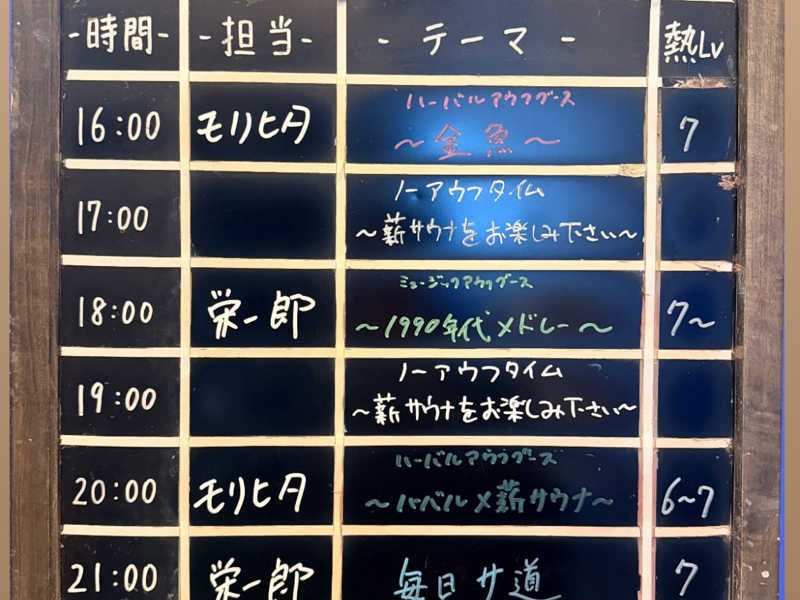 -時間- -担当- - テーマ - 熱Lv
16:00 モリヒタ ハーバルアウフグース 7
～金魚～
17:00 ノーアウフタイム
～薪サウナをお楽しみ下さい～
18:00 栄一郎 ミュージックアウフグース 7～
～1990年代メドレー～
19:00 ノーアウフタイム
～薪サウナをお楽しみ下さい～
20:00 モリヒタ ハーバルアウフグース 6～7
～ハーバル×薪サウナ～
21:00 栄一郎 毎日サ道 7